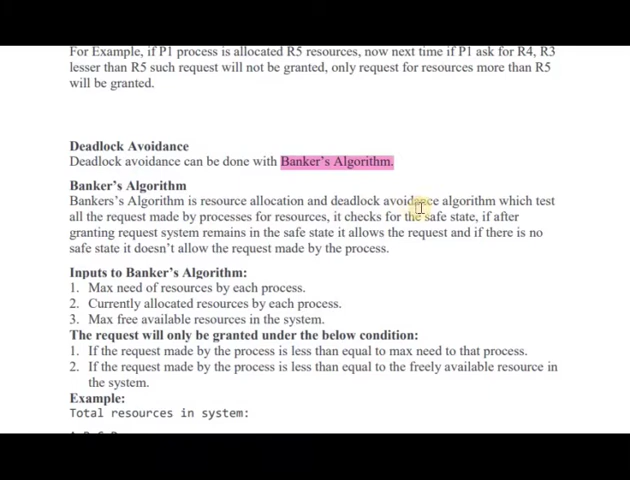 For Example, if P1 process is allocated R5 resources, now next time if P1 ask for R4, R3
lesser than R5 such request will not be granted, only request for resources more than R5
will be granted.
Deadlock Avoidance
Deadlock avoidance can be done with Banker's Algorithm.
Banker's Algorithm
Bankers's Algorithm is resource allocation and deadlock avoidance algorithm which test
all the request made by processes for resources, it checks for the safe state, if after
granting request system remains in the safe state it allows the request and if there is no
safe state it doesn't allow the request made by the process.
Inputs to Banker's Algorithm:
1. Max need of resources by each process.
2. Currently allocated resources by each process.
3. Max free available resources in the system.
The request will only be granted under the below condition:
1. If the request made by the process is less than equal to max need to that process.
2. If the request made by the process is less than equal to the freely available resource in
the system.
Example:
Total resources in system: